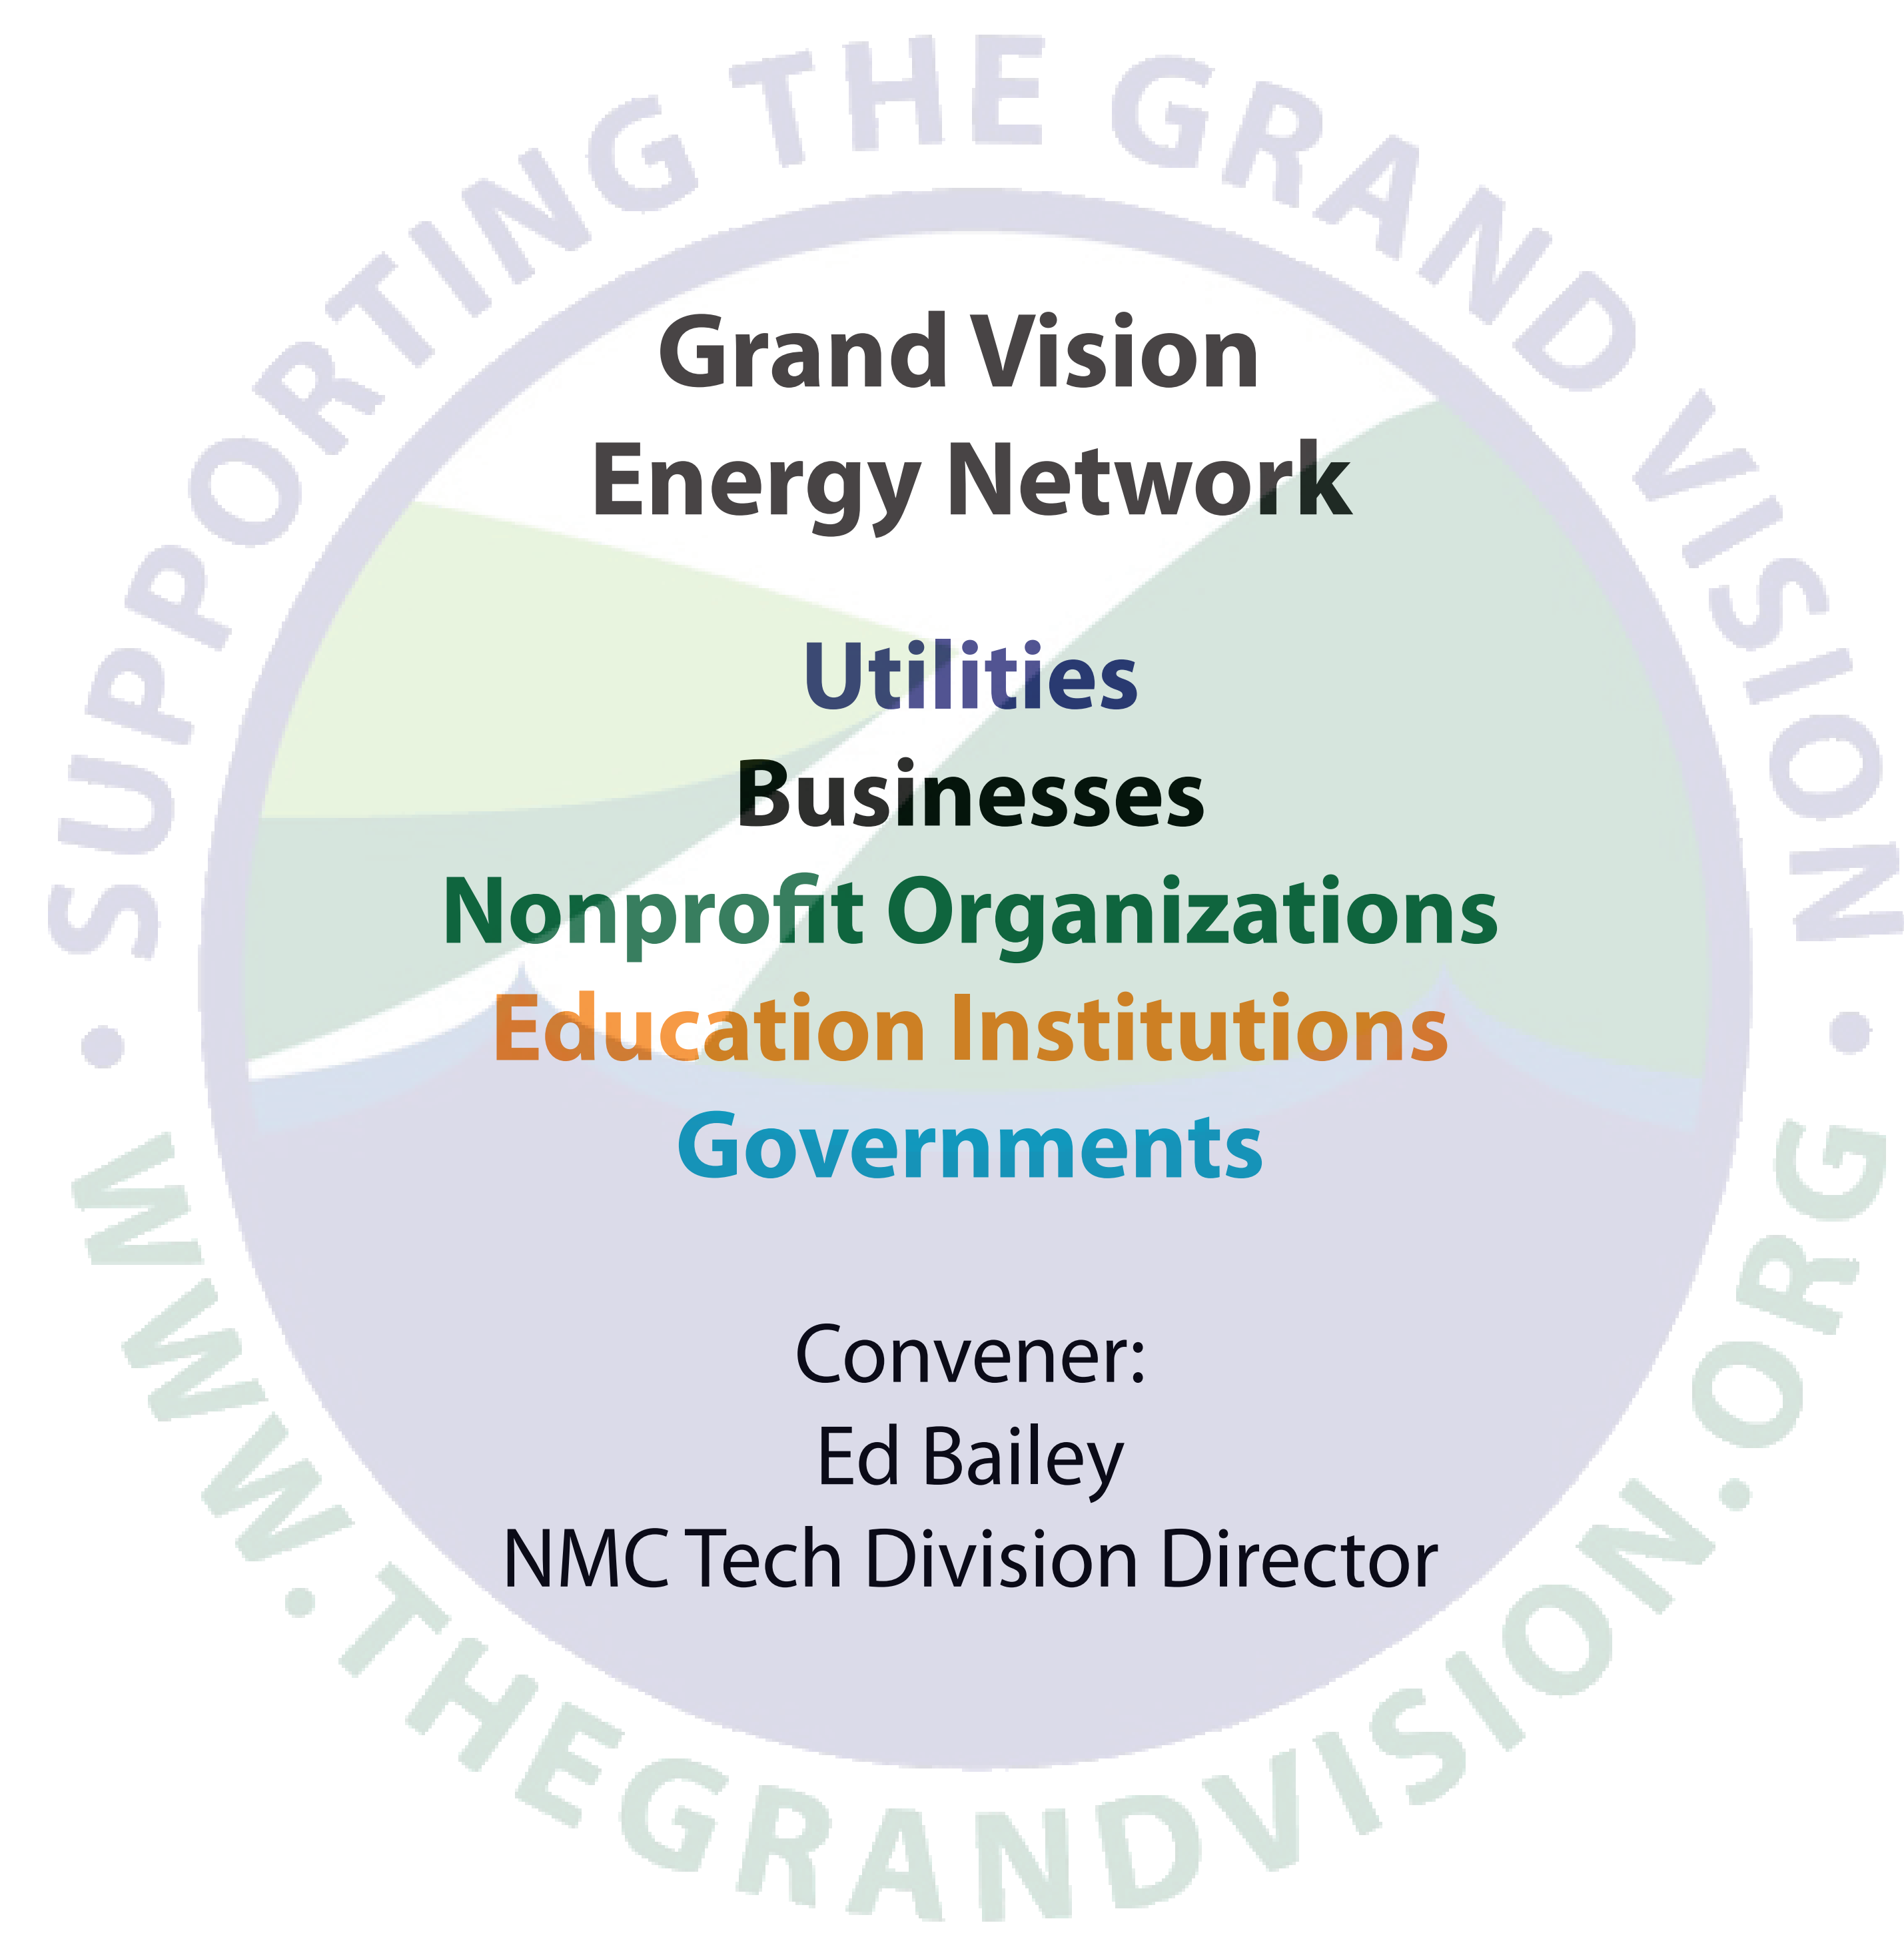 • SUPPORTING THE GRAND VISION •
Grand Vision
Energy Network
Utilities
Businesses
Nonprofit Organizations
Education Institutions
Governments
Convener:
Ed Bailey
NMC Tech Division Director
WWW.THEGRANDVISION.ORG